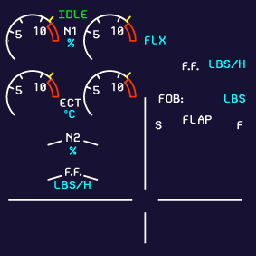 IDLE
5 10 N1 5 10
% FLX
F.F. LBS/H
5 10 5 10
ECT FOB: LBS
°C
S FLAP F
N2
%
F.F.
LBS/H